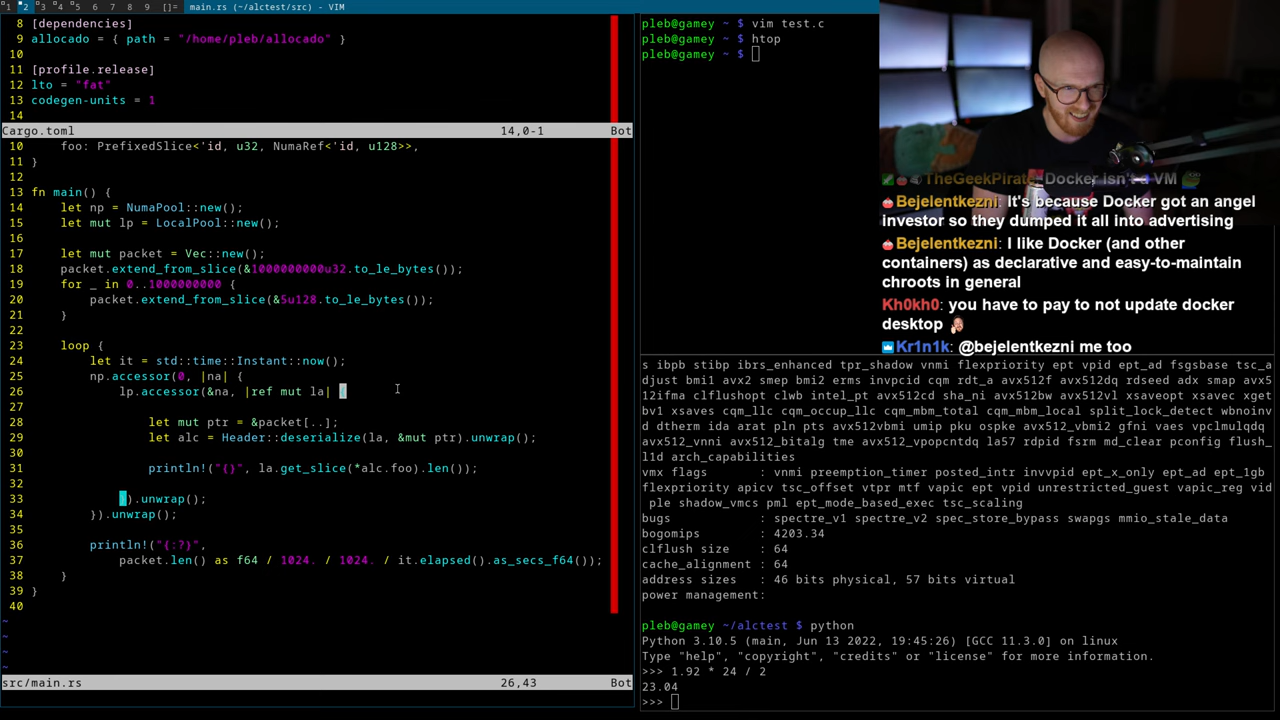 1 2 3 4 5 6 7 8 9 []= main.rs (~/alctest/src) - VIM
8 [dependencies]
9 allocado = { path = "/home/pleb/allocado" }
10
11 [profile.release]
12 lto = "fat"
13 codegen-units = 1
14
Cargo.toml 14,0-1 Bot
10 foo: PrefixedSlice<'id, u32, NumaRef<'id, u128>>,
11 }
12
13 fn main() {
14 let np = NumaPool::new();
15 let mut lp = LocalPool::new();
16
17 let mut packet = Vec::new();
18 packet.extend_from_slice(&1000000000u32.to_le_bytes());
19 for _ in 0..1000000000 {
20 packet.extend_from_slice(&5u128.to_le_bytes());
21 }
22
23 loop {
24 let it = std::time::Instant::now();
25 np.accessor(0, |na| {
26 lp.accessor(&na, |ref mut la| {
27
28 let mut ptr = &packet[..];
29 let alc = Header::deserialize(la, &mut ptr).unwrap();
30
31 println!("{}", la.get_slice(*alc.foo).len());
32
33 }).unwrap();
34 }).unwrap();
35
36 println!("{:?}",
37 packet.len() as f64 / 1024. / 1024. / it.elapsed().as_secs_f64());
38 }
39 }
40
~
~
~
~
src/main.rs 26,43 Bot
pleb@gamey ~ $ vim test.c
pleb@gamey ~ $ htop
pleb@gamey ~ $
s ibpb stibp ibrs_enhanced tpr_shadow vnmi flexpriority ept vpid ept_ad fsgsbase tsc_a
djust bmi1 avx2 smep bmi2 erms invpcid cqm rdt_a avx512f avx512dq rdseed adx smap avx5
12ifma clflushopt clwb intel_pt avx512cd sha_ni avx512bw avx512vl xsaveopt xsavec xget
bv1 xsaves cqm_llc cqm_occup_llc cqm_mbm_total cqm_mbm_local split_lock_detect wbnoinv
d dtherm ida arat pln pts avx512vbmi umip pku ospke avx512_vbmi2 gfni vaes vpclmulqdq
avx512_vnni avx512_bitalg tme avx512_vpopcntdq la57 rdpid fsrm md_clear pconfig flush_
l1d arch_capabilities
vmx flags : vnmi preemption_timer posted_intr invvpid ept_x_only ept_ad ept_1gb
flexpriority apicv tsc_offset vtpr mtf vapic ept vpid unrestricted_guest vapic_reg vid
ple shadow_vmcs pml ept_mode_based_exec tsc_scaling
bugs : spectre_v1 spectre_v2 spec_store_bypass swapgs mmio_stale_data
bogomips : 4203.34
clflush size : 64
cache_alignment : 64
address sizes : 46 bits physical, 57 bits virtual
power management:
pleb@gamey ~/alctest $ python
Python 3.10.5 (main, Jun 13 2022, 19:45:26) [GCC 11.3.0] on linux
Type "help", "copyright", "credits" or "license" for more information.
>>> 1.92 * 24 / 2
23.04
>>>
TheGeekPirate: Docker isn't a VM
Bejelentkezni: It's because Docker got an angel
investor so they dumped it all into advertising
Bejelentkezni: I like Docker (and other
containers) as declarative and easy-to-maintain
chroots in general
Kh0kh0: you have to pay to not update docker
desktop
Kr1n1k: @bejelentkezni me too